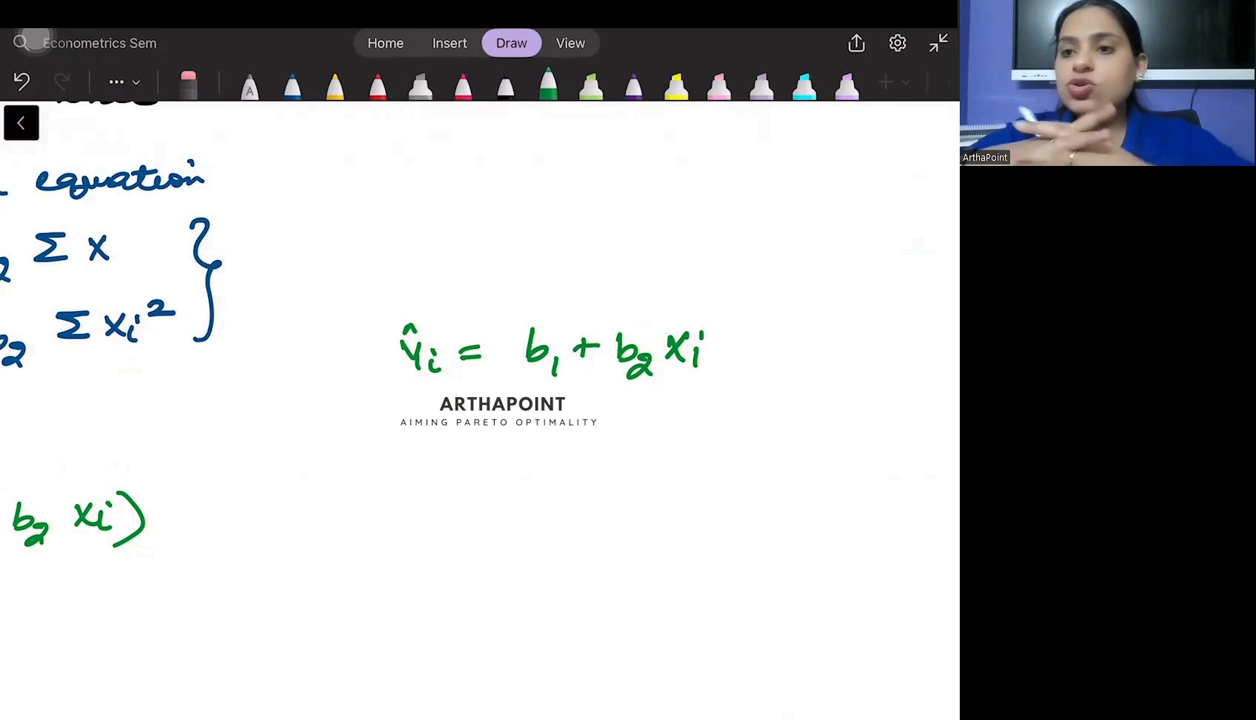 Econometrics Sem
Home Insert Draw View
A
equation
Σ x
2 Σ xi²
Ŷi = b₁ + b₂ Xi
ARTHAPOINT
AIMING PARETO OPTIMALITY
b₂ xi)
ArthaPoint